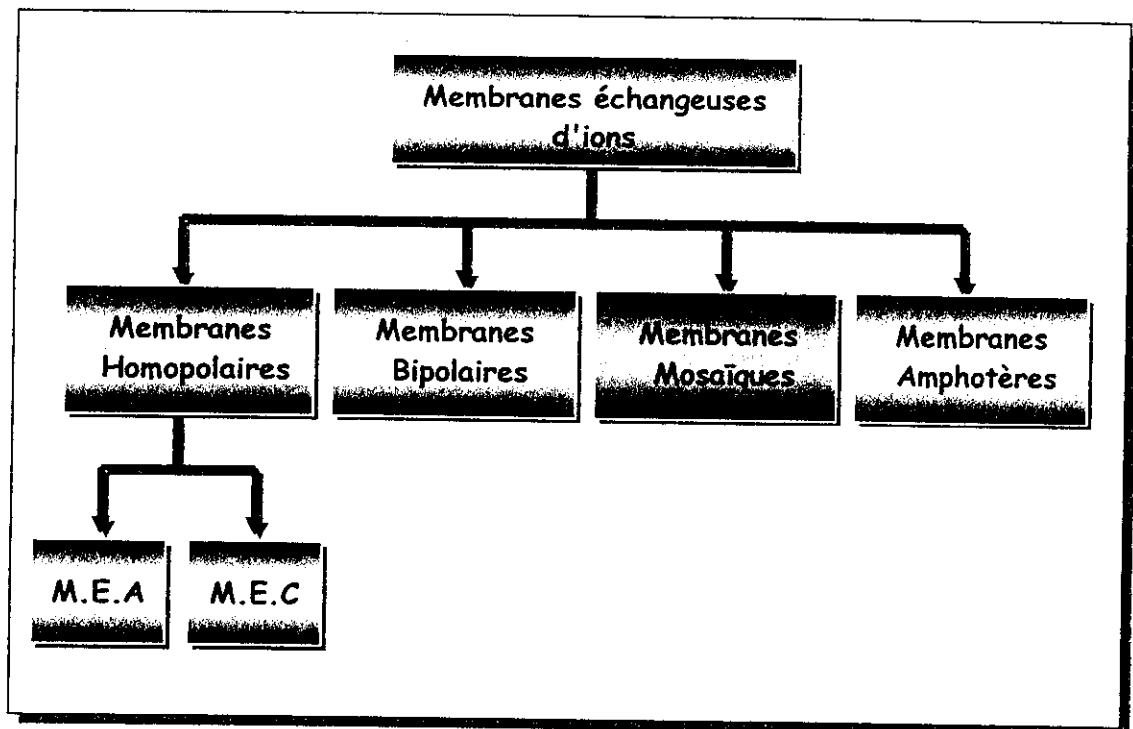 Membranes échangeuses
d'ions
Membranes
Homopolaires
Membranes
Bipolaires
Membranes
Mosaïques
Membranes
Amphotères
M.E.A
M.E.C